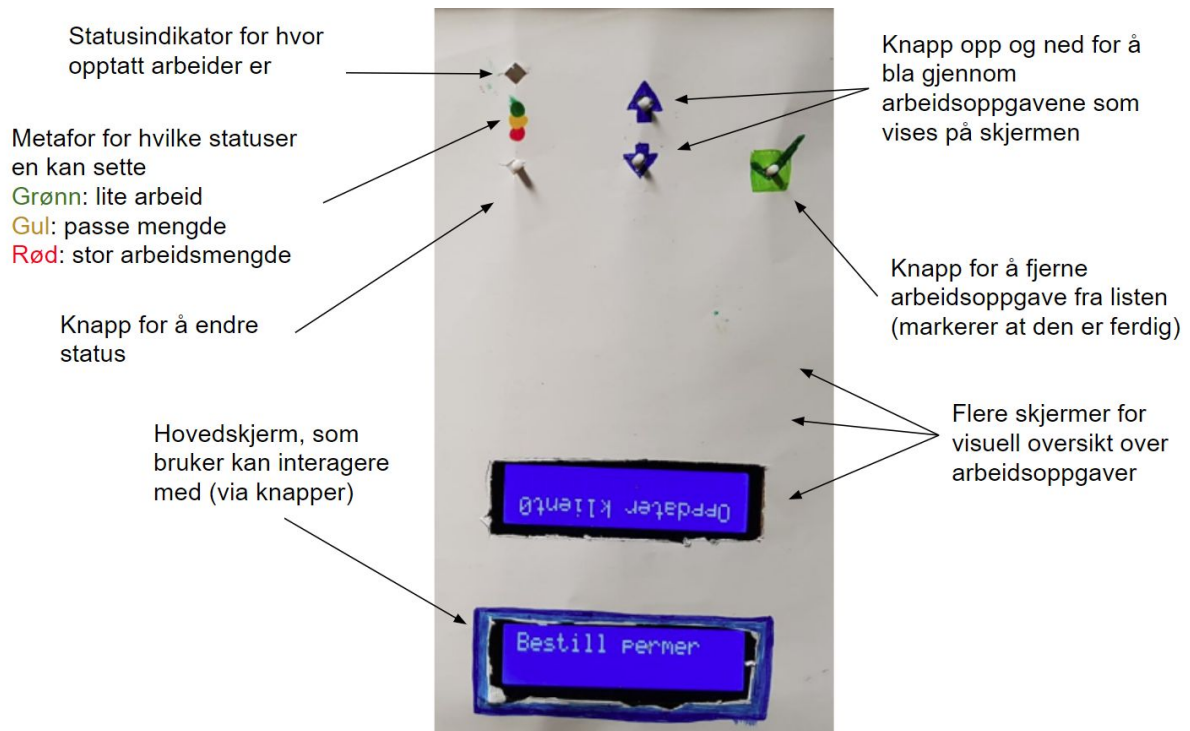 Statusindikator for hvor
opptatt arbeider er
Metafor for hvilke statuser
en kan sette
Grønn: lite arbeid
Gul: passe mengde
Rød: stor arbeidsmengde
Knapp for å endre
status
Hovedskjerm, som
bruker kan interagere
med (via knapper)
Knapp opp og ned for å
bla gjennom
arbeidsoppgavene som
vises på skjermen
Knapp for å fjerne
arbeidsoppgave fra listen
(markerer at den er ferdig)
Flere skjermer for
visuell oversikt over
arbeidsoppgaver
Oppdater klient0
Bestill permer